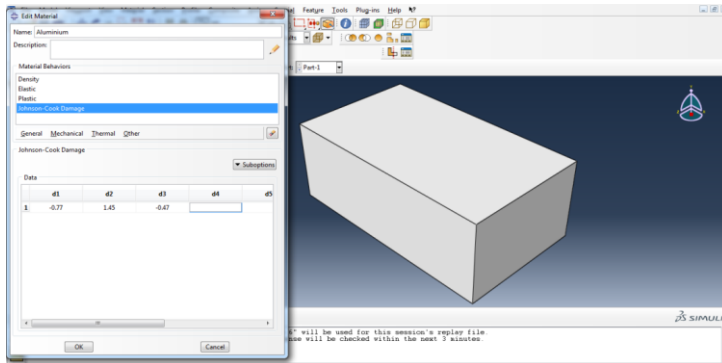 Edit Material
Name: Aluminium
Description:
Material Behaviors
Density
Elastic
Plastic
Johnson-Cook Damage
General Mechanical Thermal Other
Johnson-Cook Damage
Suboptions
Data
d1 d2 d3 d4 d5
1 -0.77 1.45 -0.47
OK Cancel
Feature Tools Plug-ins Help
Part-1
will be used for this session's replay file.
will be checked within the next 3 minutes.
SIMUL